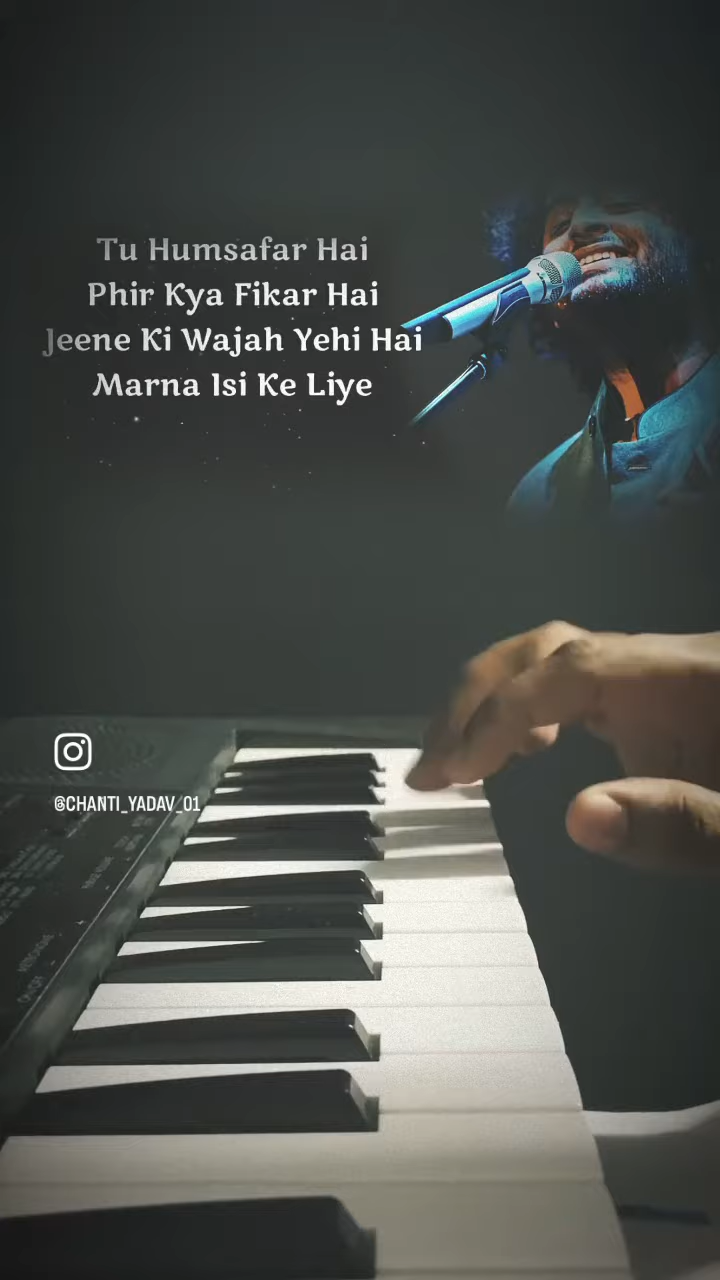 Tu Humsafar Hai
Phir Kya Fikar Hai
Jeene Ki Wajah Yehi Hai
Marna Isi Ke Liye
@CHANTI_YADAV_01